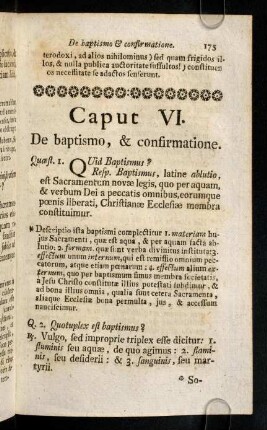 De baptismo & confirmatione. 175
terodoxi, ad alios nihilominus) sed quam frigidos il-
los, & nulla publica auctoritate suffultos! constituen
os necessitate se adactos senserunt.
Caput VI.
De baptismo, & confirmatione.
Quæst. 1. QUid Baptismus?
Resp. Baptismus, latine ablutio,
est Sacramentum novæ legis, quo per aquam,
& verbum Dei a peccatis omnibus, eorumque
pœnis liberati, Christianæ Ecclesiæ membra
constituimur.
* Descriptio ista baptismi complectitur 1. materiam hu-
jus Sacramenti, quæ est aqua, & per aquam facta ab-
lutio: 2. formam, quæ sunt verba divinitus instituta: 3.
effectum unum internum, qui est remissio omnium pec-
catorum, atque etiam pœnarum: 4. effectum alium ex-
ternum, quo per baptismum simus membra societatis
a Jesu Christo constitutæ illius potestati subdimur, &
ad bona illius omnia, qualia sunt cetera Sacramenta
aliaque Ecclesiæ bona permulta, jus, & accessum
nanciscimur.
Q. 2. Quotuplex est baptismus?
℟. Vulgo, sed improprie triplex esse dicitur: 1.
fluminis seu aquæ, de quo agimus: 2. flami-
nis, seu desiderii: & 3. sanguinis, seu mar-
tyrii.
* So-